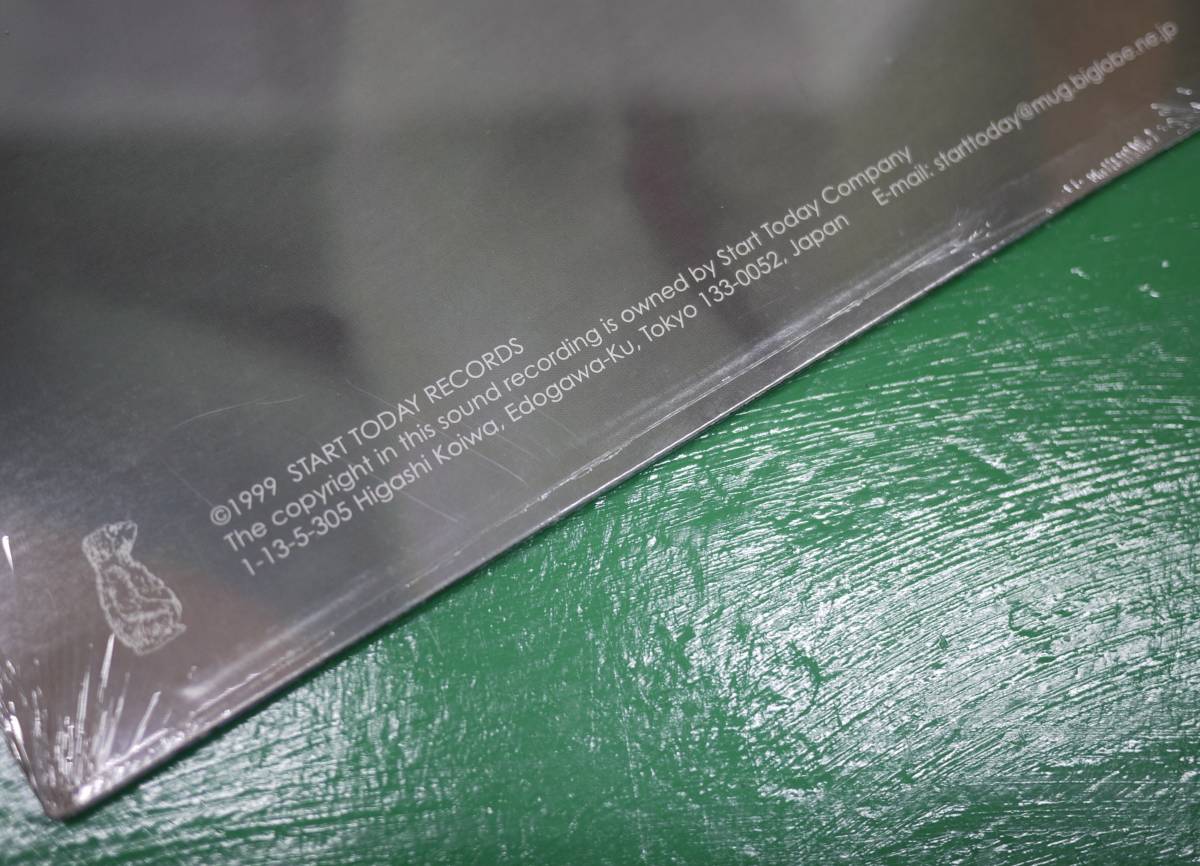 ©1999 START TODAY RECORDS
The copyright in this sound recording is owned by Start Today Company
1-13-5-305 Higashi Koiwa, Edogawa-Ku, Tokyo 133-0052, Japan E-mail: starttoday@mug.biglobe.ne.jp